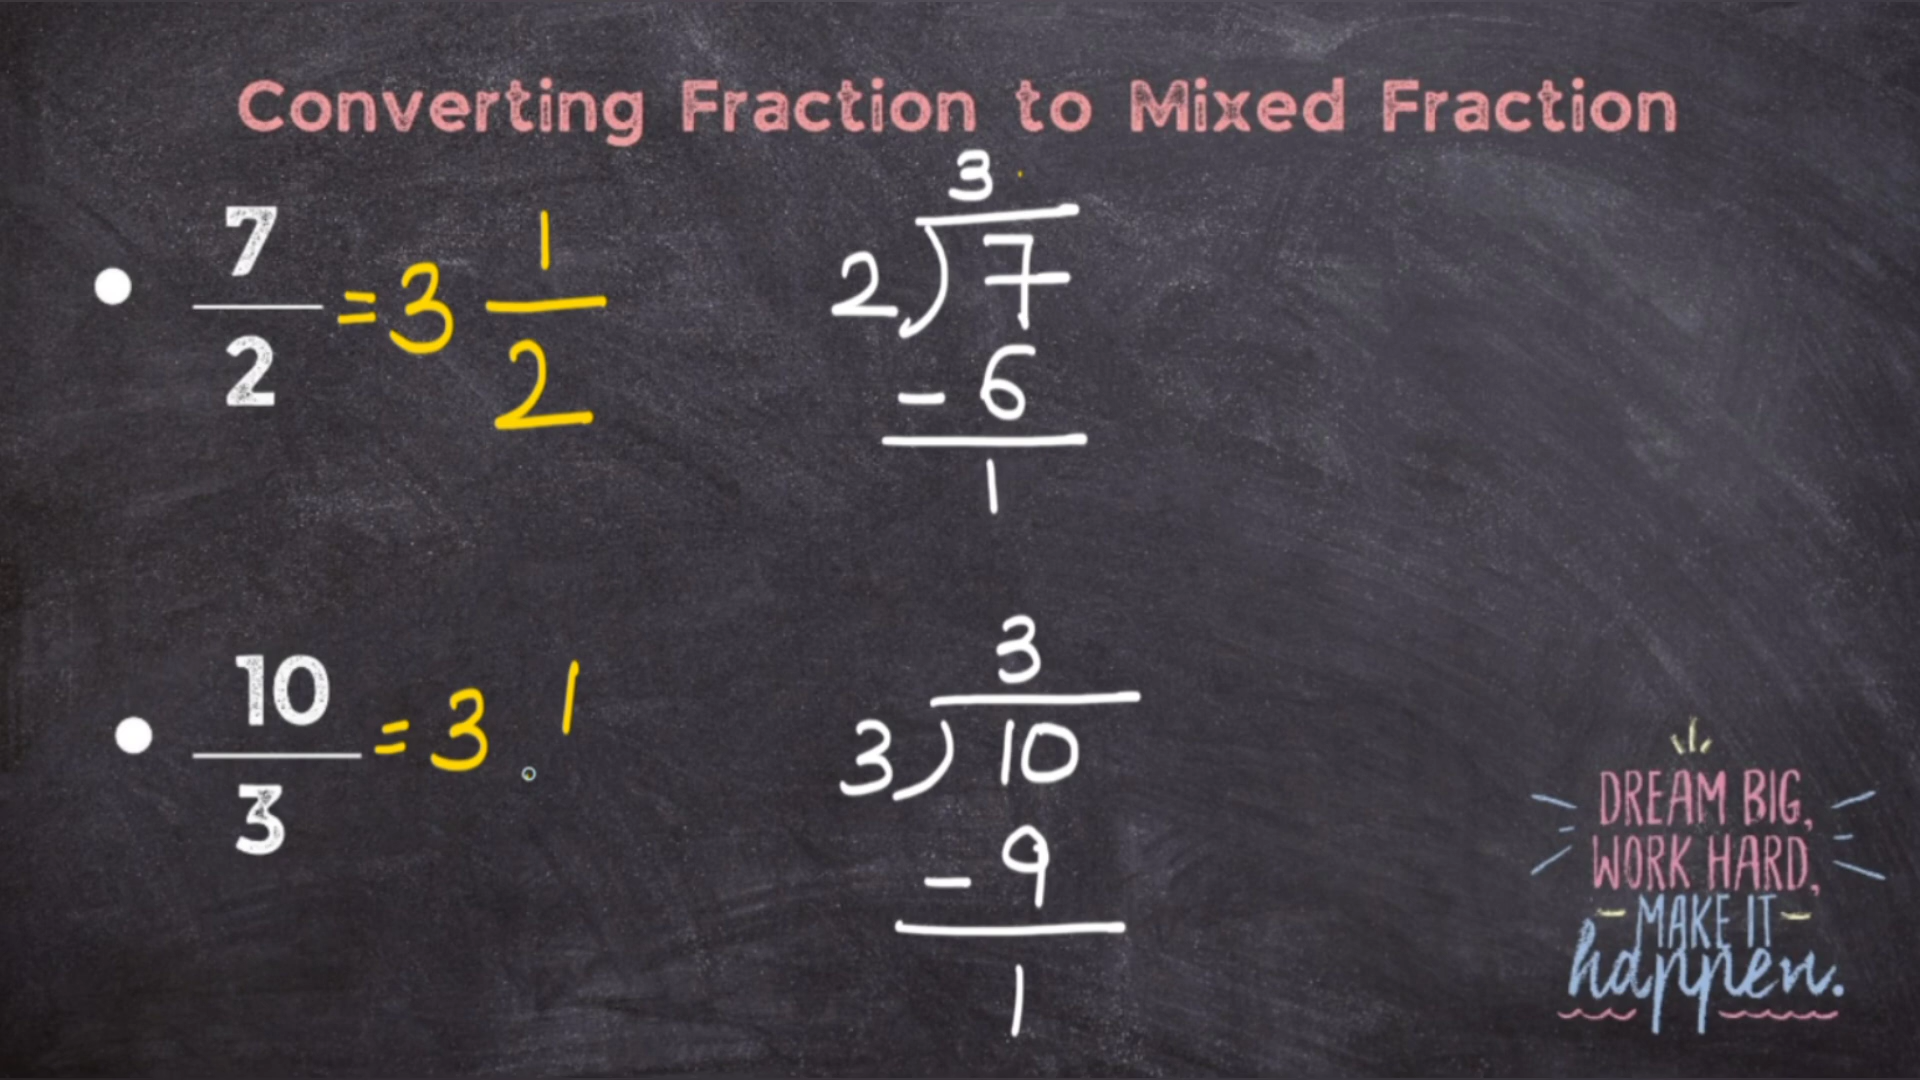 Converting Fraction to Mixed Fraction
7/2 = 3 1/2
3
2)7
- 6
1
10/3 = 3 1
3
3)10
- 9
1
DREAM BIG,
WORK HARD,
MAKE IT
happen.